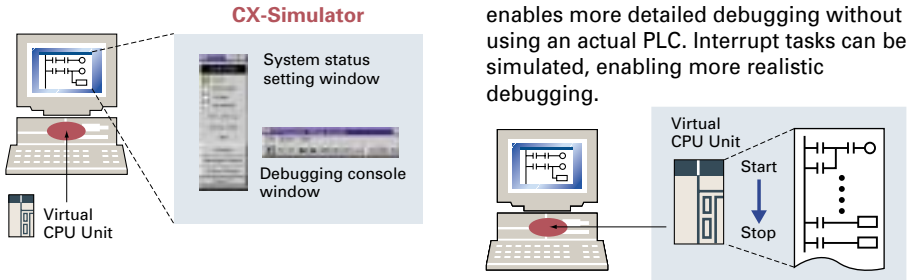 CX-Simulator
System status
setting window
Debugging console
window
Virtual
CPU Unit
enables more detailed debugging without
using an actual PLC. Interrupt tasks can be
simulated, enabling more realistic
debugging.
Virtual
CPU Unit
Start
Stop